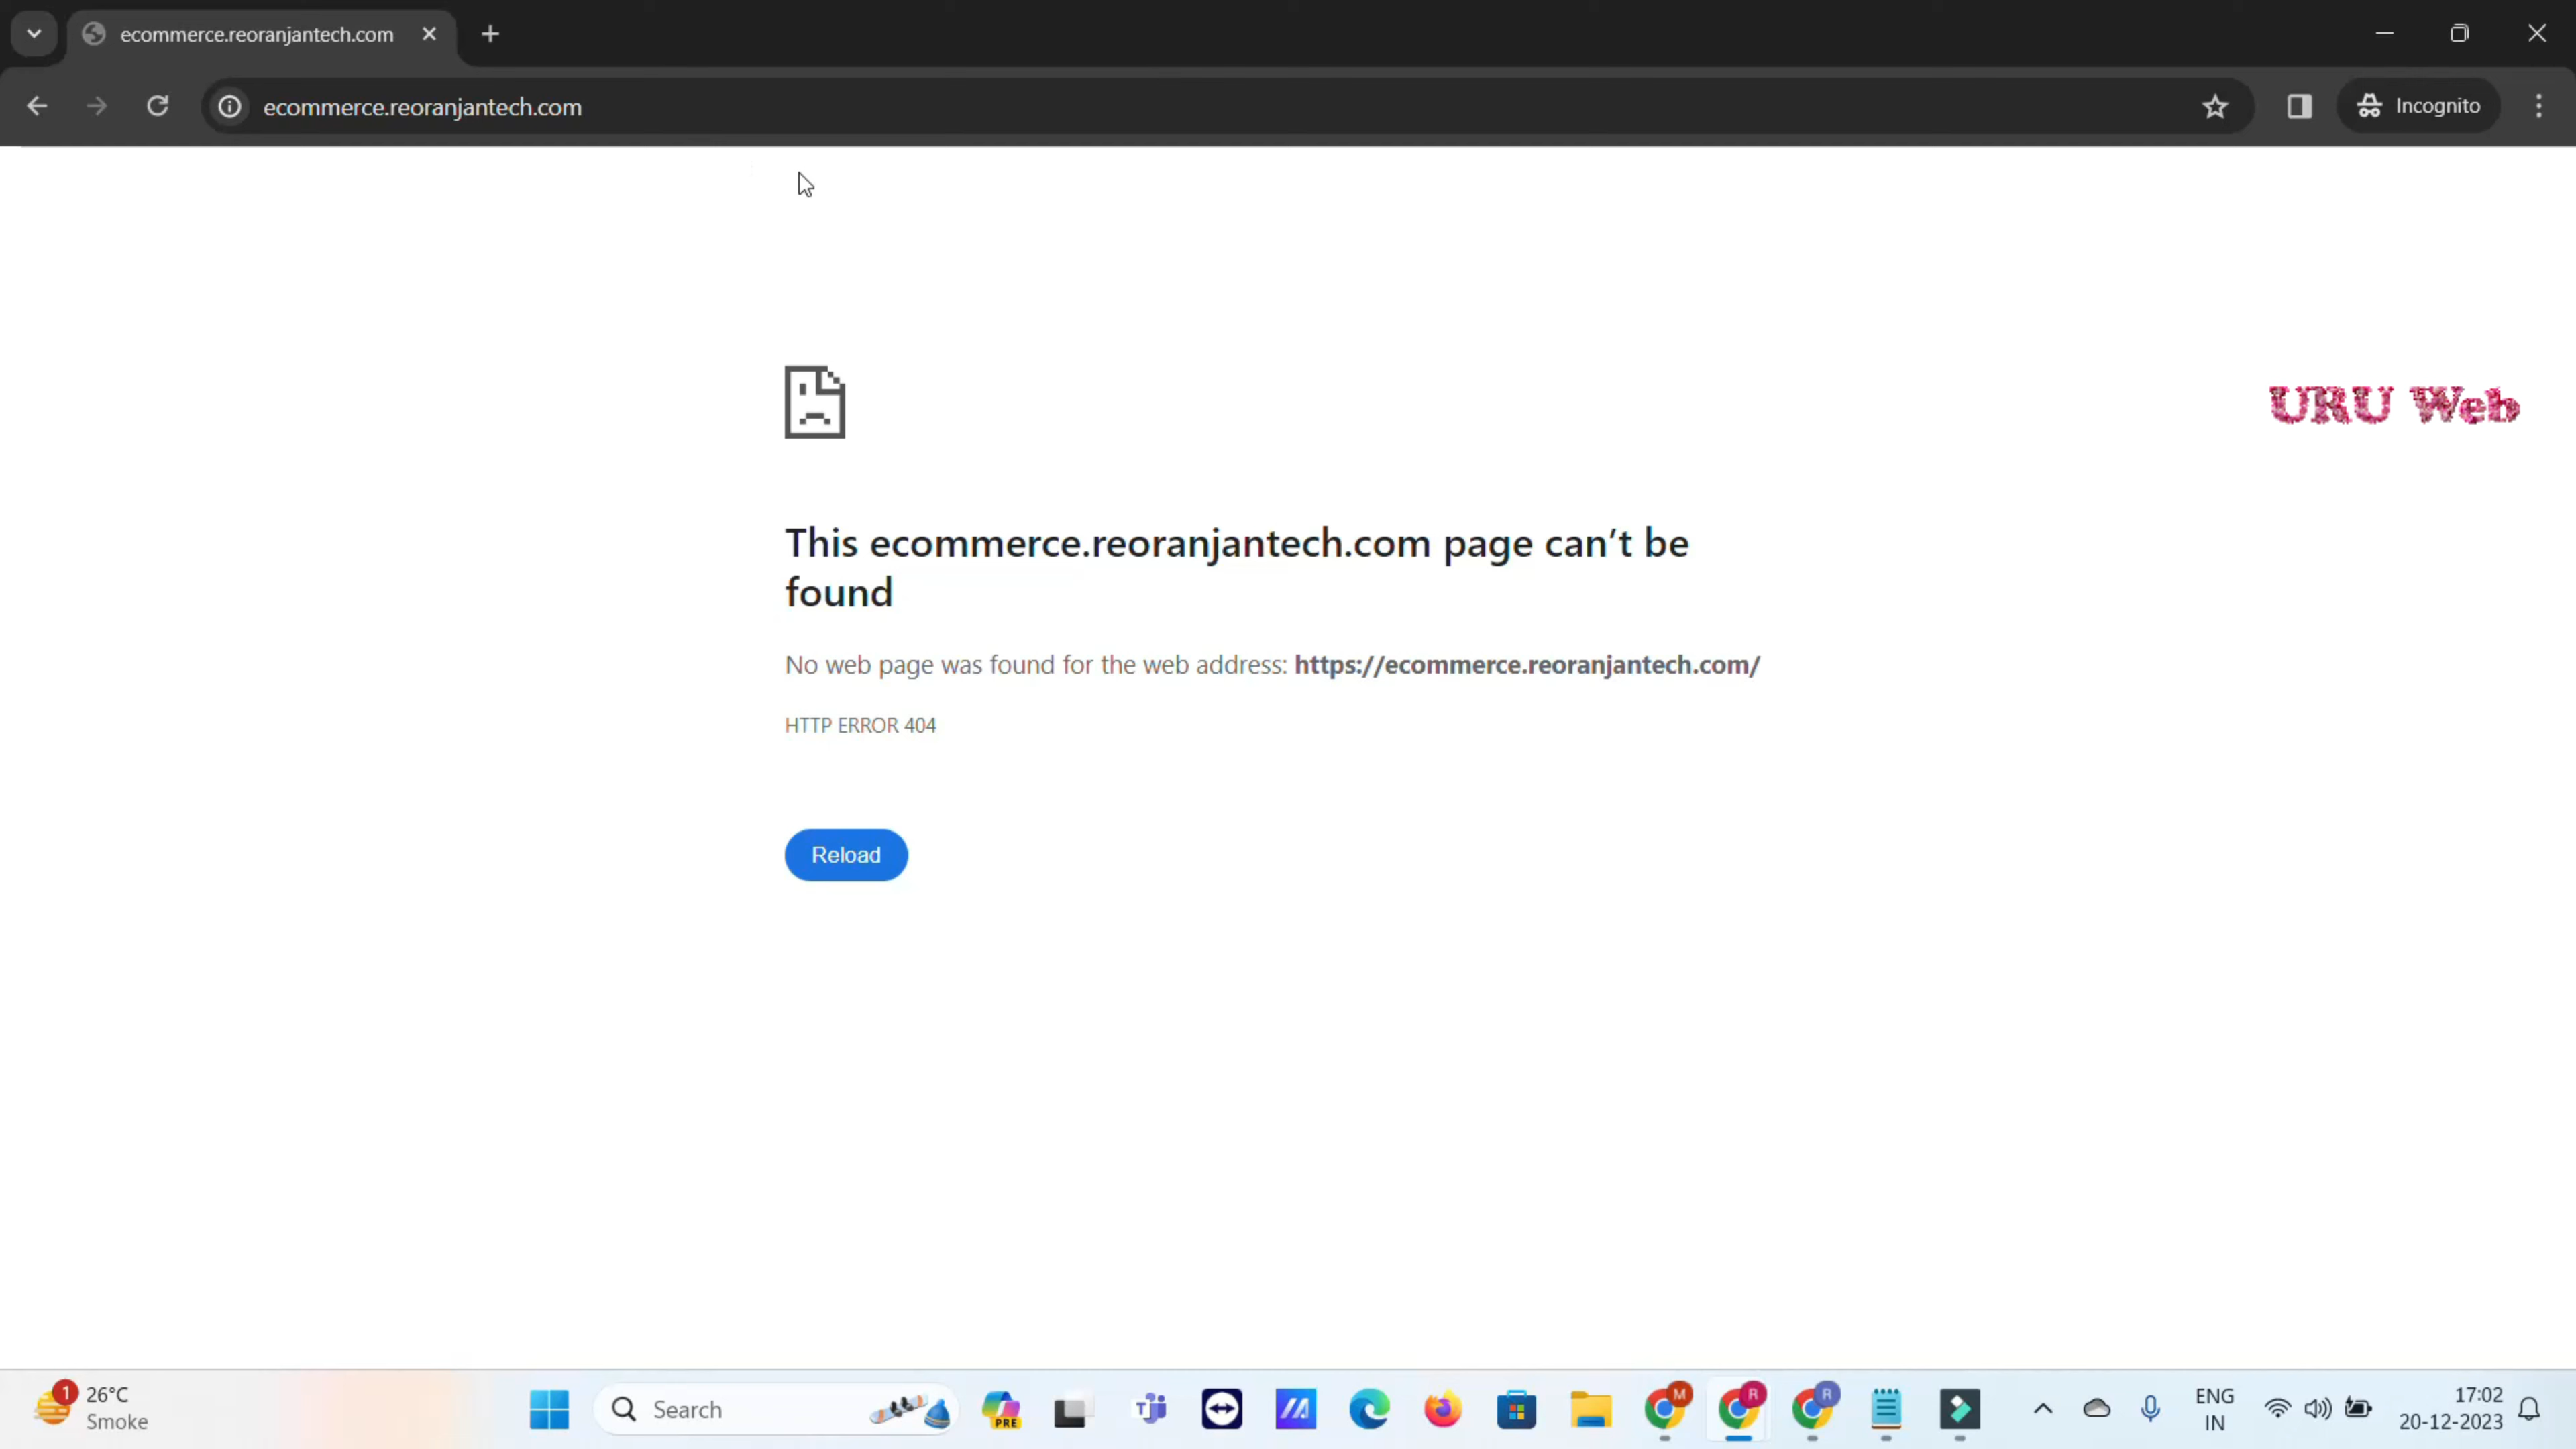 ecommerce.reoranjantech.com
ecommerce.reoranjantech.com
Incognito
URU Web
This ecommerce.reoranjantech.com page can’t be
found
No web page was found for the web address: https://ecommerce.reoranjantech.com/
HTTP ERROR 404
Reload
1
26°C
Smoke
Search
PRE
M
R
R
ENG
IN
17:02
20-12-2023